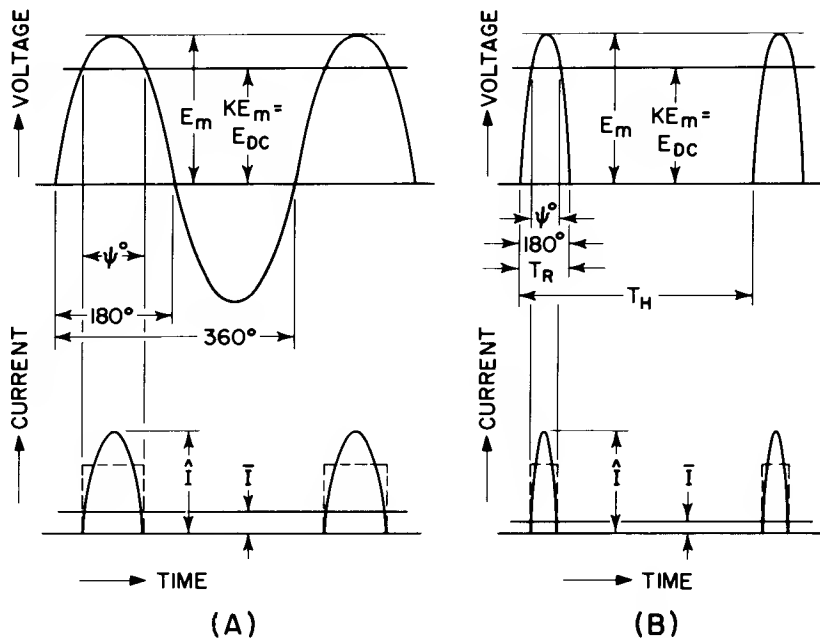 VOLTAGE
E_m
KE_m=
E_DC
ψ°
180°
360°
CURRENT
Î
Ī
TIME
(A)
VOLTAGE
E_m
KE_m=
E_DC
ψ°
180°
T_R
T_H
CURRENT
Î
Ī
TIME
(B)